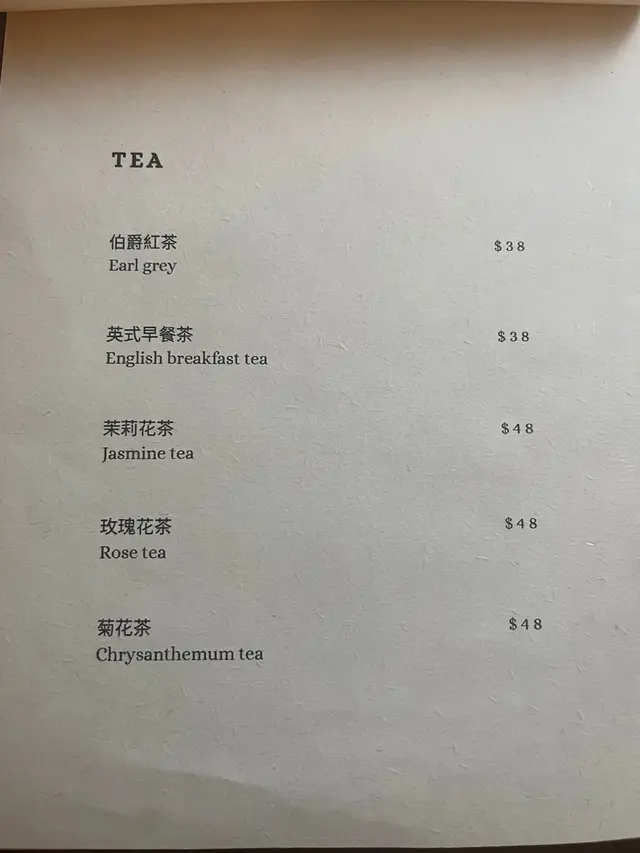 TEA
伯爵紅茶
$38
Earl grey
英式早餐茶
$38
English breakfast tea
茉莉花茶
$48
Jasmine tea
玫瑰花茶
$48
Rose tea
菊花茶
$48
Chrysanthemum tea